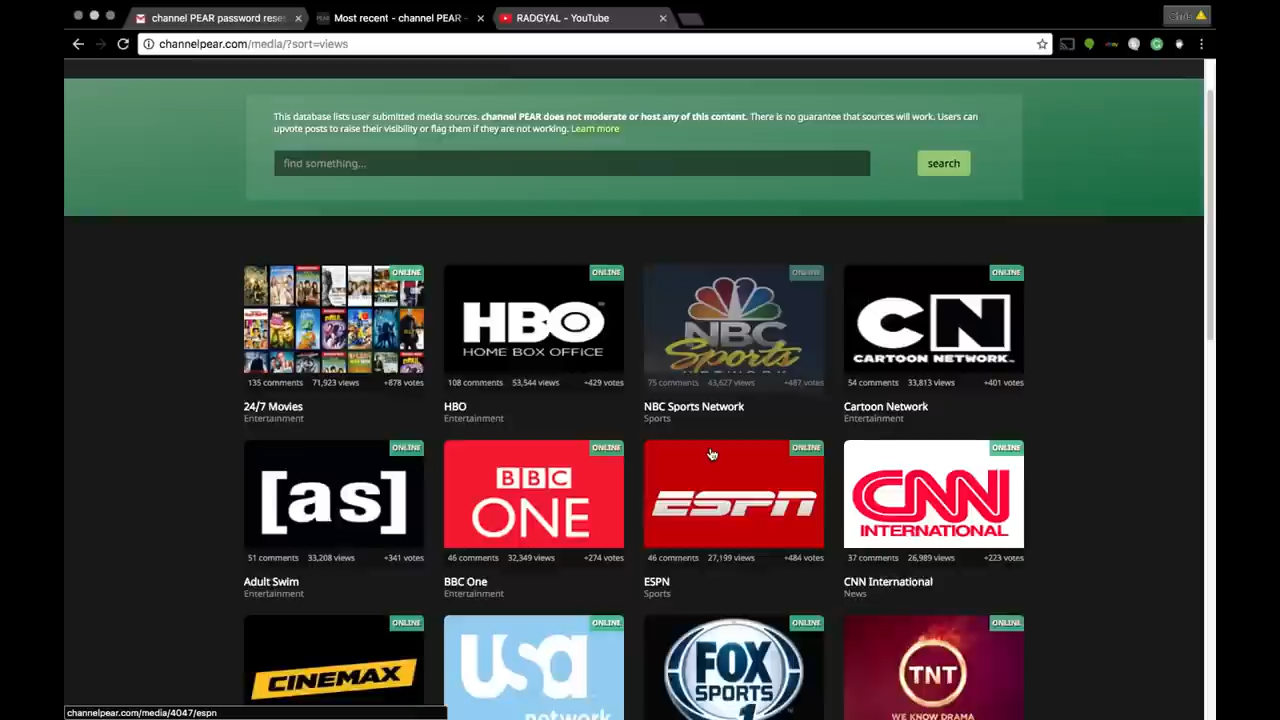 channel PEAR password rese
Most recent - channel PEAR -
RADGYAL - YouTube
Chris
channelpear.com/media/?sort=views
This database lists user submitted media sources. channel PEAR does not moderate or host any of this content. There is no guarantee that sources will work. Users can
upvote posts to raise their visibility or flag them if they are not working. Learn more
find something...
search
ONLINE
135 comments 71,923 views +878 votes
24/7 Movies
Entertainment
ONLINE
HBO
HOME BOX OFFICE
108 comments 53,544 views +429 votes
HBO
Entertainment
ONLINE
NBC
Sports
NETWORK
75 comments 43,627 views +487 votes
NBC Sports Network
Sports
ONLINE
CN
CARTOON NETWORK
54 comments 33,813 views +401 votes
Cartoon Network
Entertainment
ONLINE
[as]
51 comments 33,208 views +341 votes
Adult Swim
Entertainment
ONLINE
BBC
ONE
46 comments 32,349 views +274 votes
BBC One
Entertainment
ONLINE
ESPN
46 comments 27,199 views +484 votes
ESPN
Sports
ONLINE
CNN
INTERNATIONAL
37 comments 26,989 views +223 votes
CNN International
News
ONLINE
CINEMAX
ONLINE
usa
network
ONLINE
FOX
SPORTS
1
ONLINE
TNT
WE KNOW DRAMA
channelpear.com/media/4047/espn